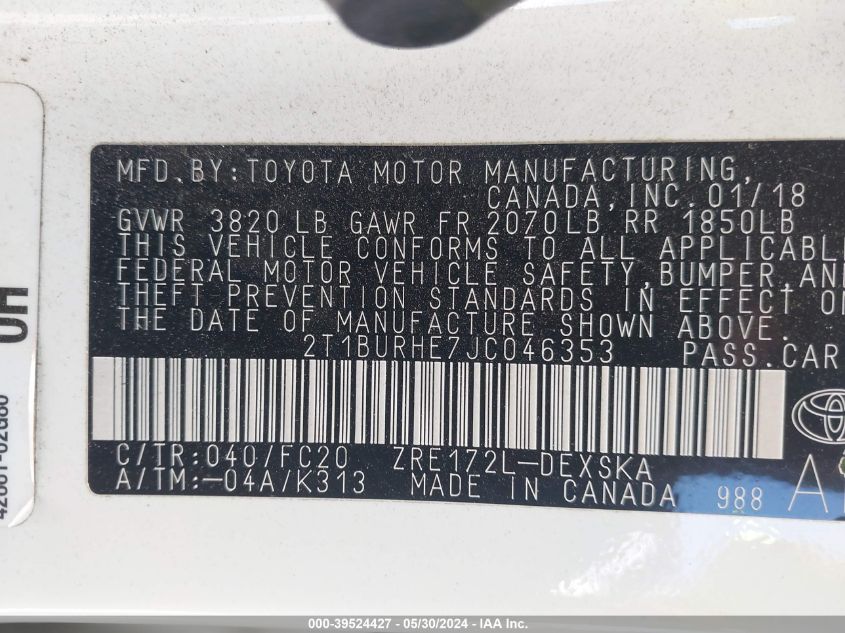 MFD.BY:TOYOTA MOTOR MANUFACTURING,
CANADA,INC. 01/18
GVWR 3820 LB GAWR FR 2070LB RR 1850LB
THIS VEHICLE CONFORMS TO ALL APPLICABLE
FEDERAL MOTOR VEHICLE SAFETY,BUMPER,AND
THEFT PREVENTION STANDARDS IN EFFECT ON
THE DATE OF MANUFACTURE SHOWN ABOVE.
2T1BURHE7JC046353 PASS.CAR
C/TR:040/FC20 ZRE172L-DEXSKA
A/TM:-04A/K313 MADE IN CANADA 988
000-39524427 - 05/30/2024 - IAA Inc.